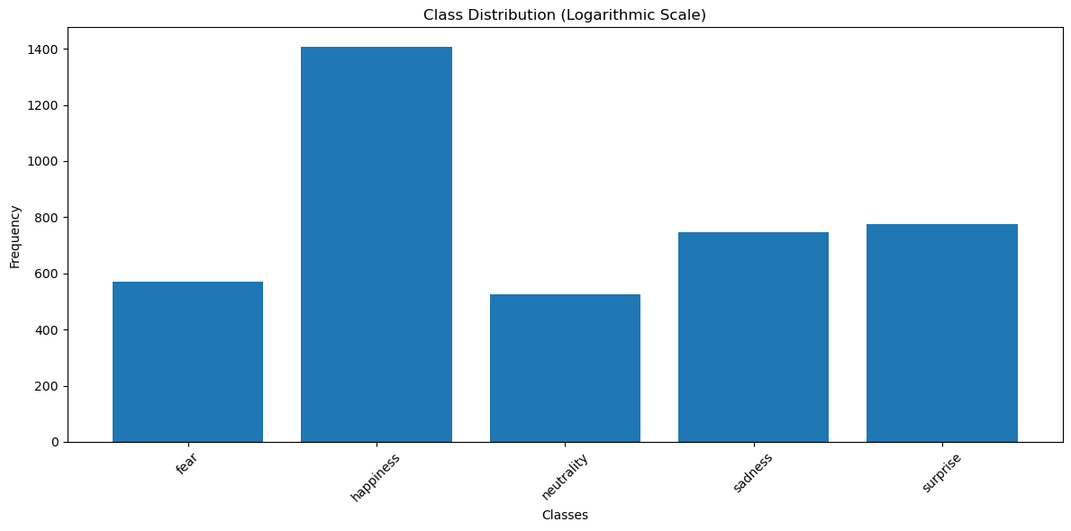 Class Distribution (Logarithmic Scale)
1400
1200
1000
800
600
400
200
0
Frequency
fear
happiness
neutrality
sadness
surprise
Classes